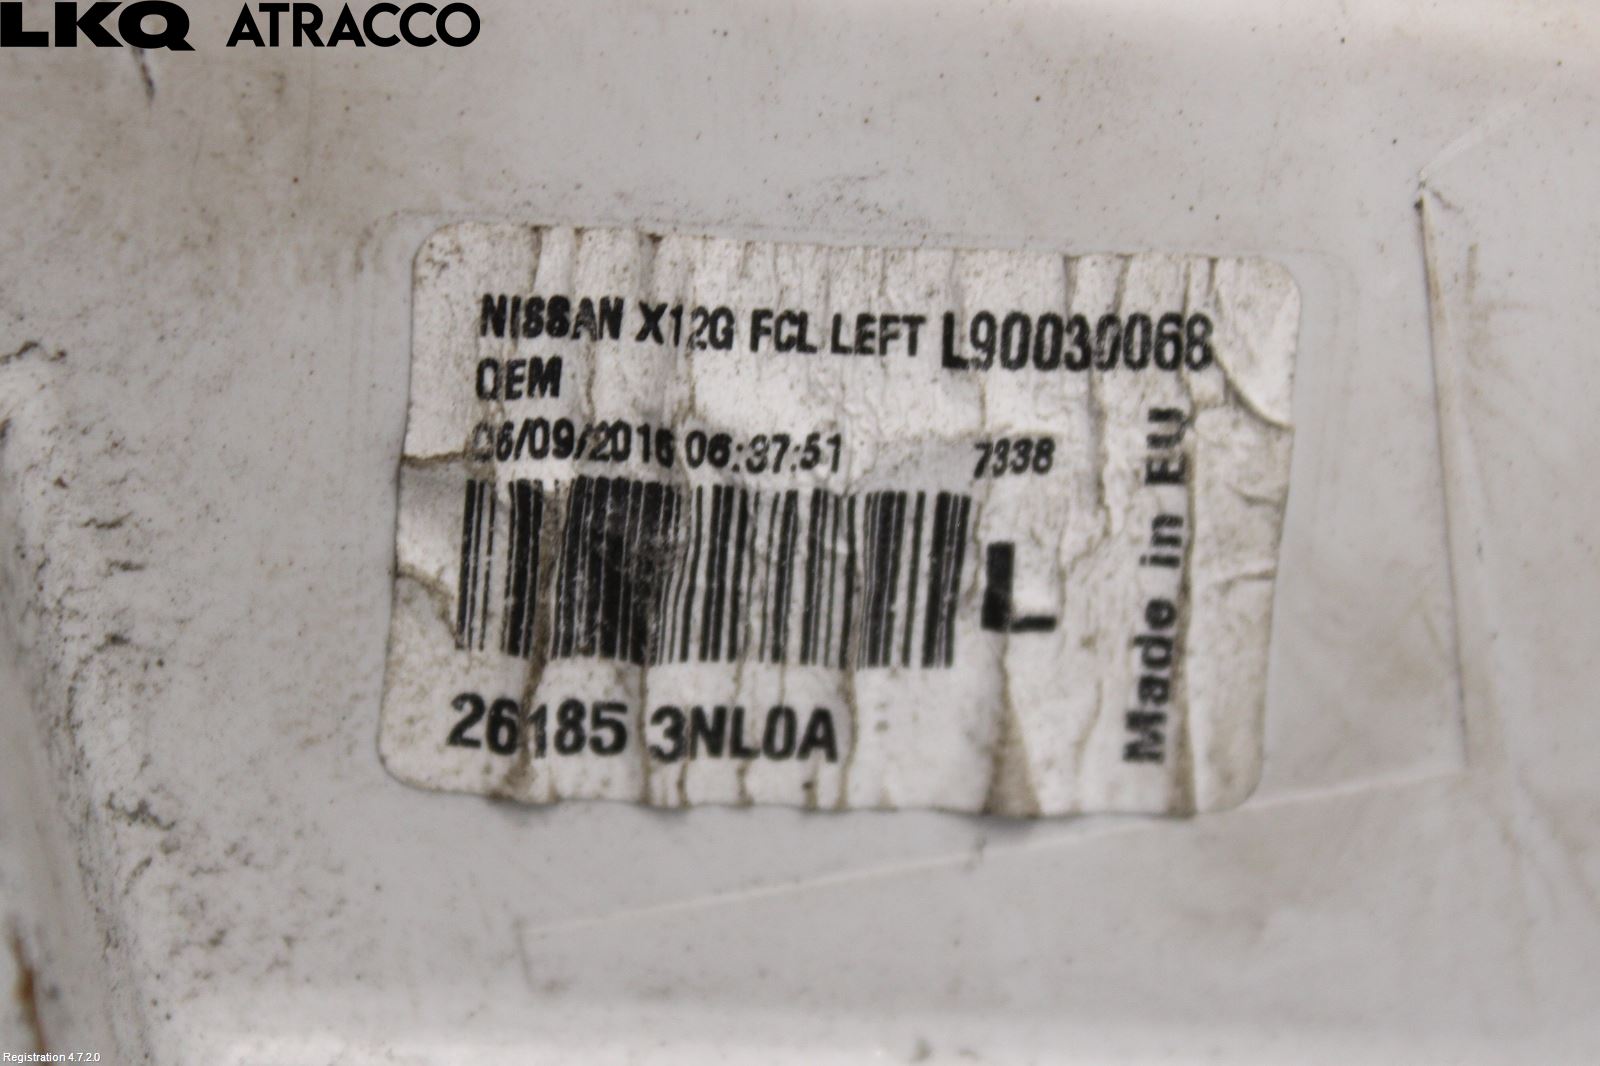 LKQ ATRACCO
NISSAN X12G FCL LEFT L90030068
OEM
06/09/2016 06:37:51 7338
L
Made in EU
26185 3NL0A
Registration 4.7.2.0